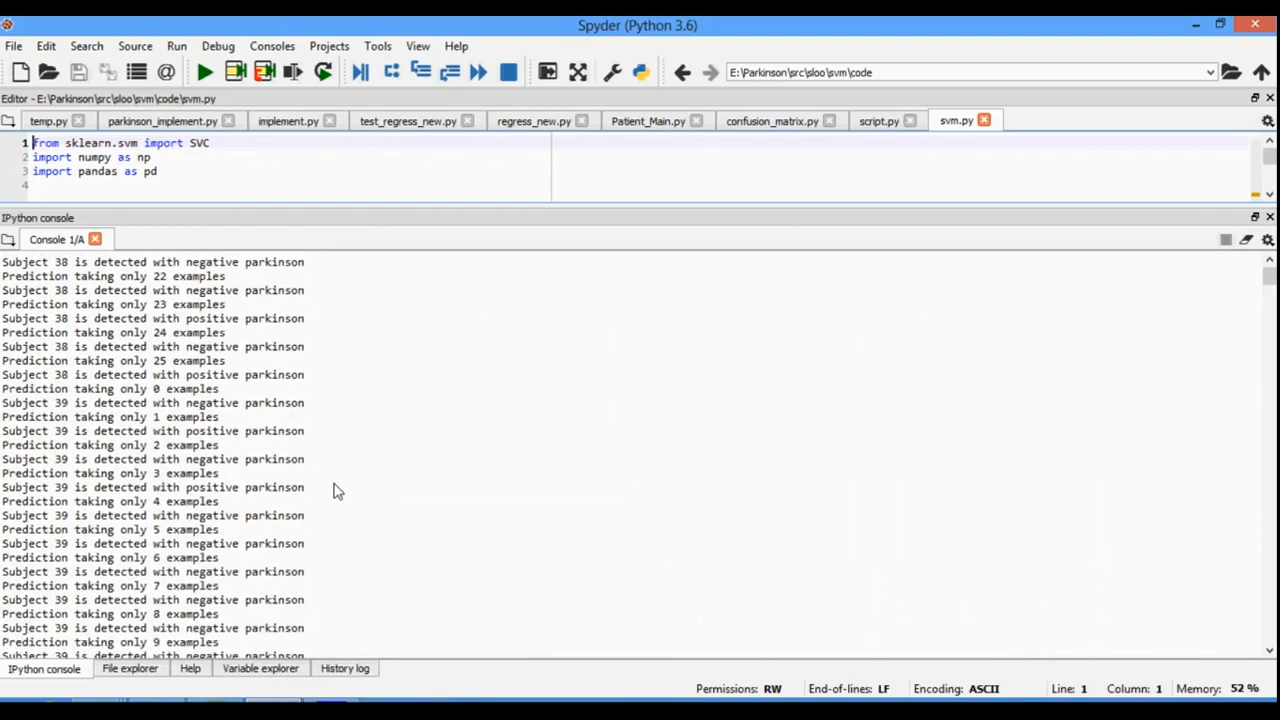 Spyder (Python 3.6)
File Edit Search Source Run Debug Consoles Projects Tools View Help
E:\Parkinson\src\sloo\svm\code
Editor - E:\Parkinson\src\sloo\svm\code\svm.py
temp.py parkinson_implement.py implement.py test_regress_new.py regress_new.py Patient_Main.py confusion_matrix.py script.py svm.py
1 from sklearn.svm import SVC
2 import numpy as np
3 import pandas as pd
4
IPython console
Console 1/A
Subject 38 is detected with negative parkinson
Prediction taking only 22 examples
Subject 38 is detected with negative parkinson
Prediction taking only 23 examples
Subject 38 is detected with positive parkinson
Prediction taking only 24 examples
Subject 38 is detected with negative parkinson
Prediction taking only 25 examples
Subject 38 is detected with positive parkinson
Prediction taking only 0 examples
Subject 39 is detected with negative parkinson
Prediction taking only 1 examples
Subject 39 is detected with positive parkinson
Prediction taking only 2 examples
Subject 39 is detected with negative parkinson
Prediction taking only 3 examples
Subject 39 is detected with positive parkinson
Prediction taking only 4 examples
Subject 39 is detected with negative parkinson
Prediction taking only 5 examples
Subject 39 is detected with negative parkinson
Prediction taking only 6 examples
Subject 39 is detected with negative parkinson
Prediction taking only 7 examples
Subject 39 is detected with negative parkinson
Prediction taking only 8 examples
Subject 39 is detected with negative parkinson
Prediction taking only 9 examples
Subject 39 is detected with negative parkinson
IPython console File explorer Help Variable explorer History log
Permissions: RW End-of-lines: LF Encoding: ASCII Line: 1 Column: 1 Memory: 52 %